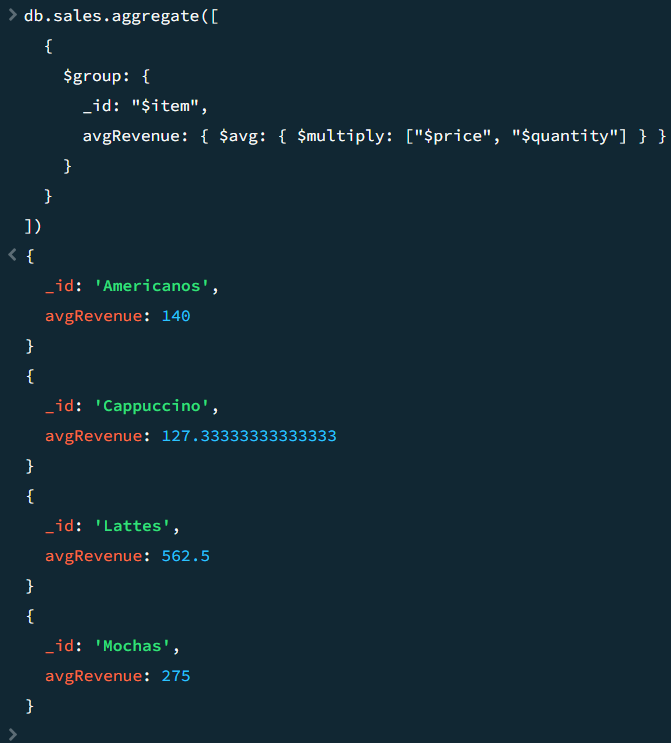 > db.sales.aggregate([
{
$group: {
_id: "$item",
avgRevenue: { $avg: { $multiply: ["$price", "$quantity"] } }
}
}
])
< {
_id: 'Americanos',
avgRevenue: 140
}
{
_id: 'Cappuccino',
avgRevenue: 127.33333333333333
}
{
_id: 'Lattes',
avgRevenue: 562.5
}
{
_id: 'Mochas',
avgRevenue: 275
}
>